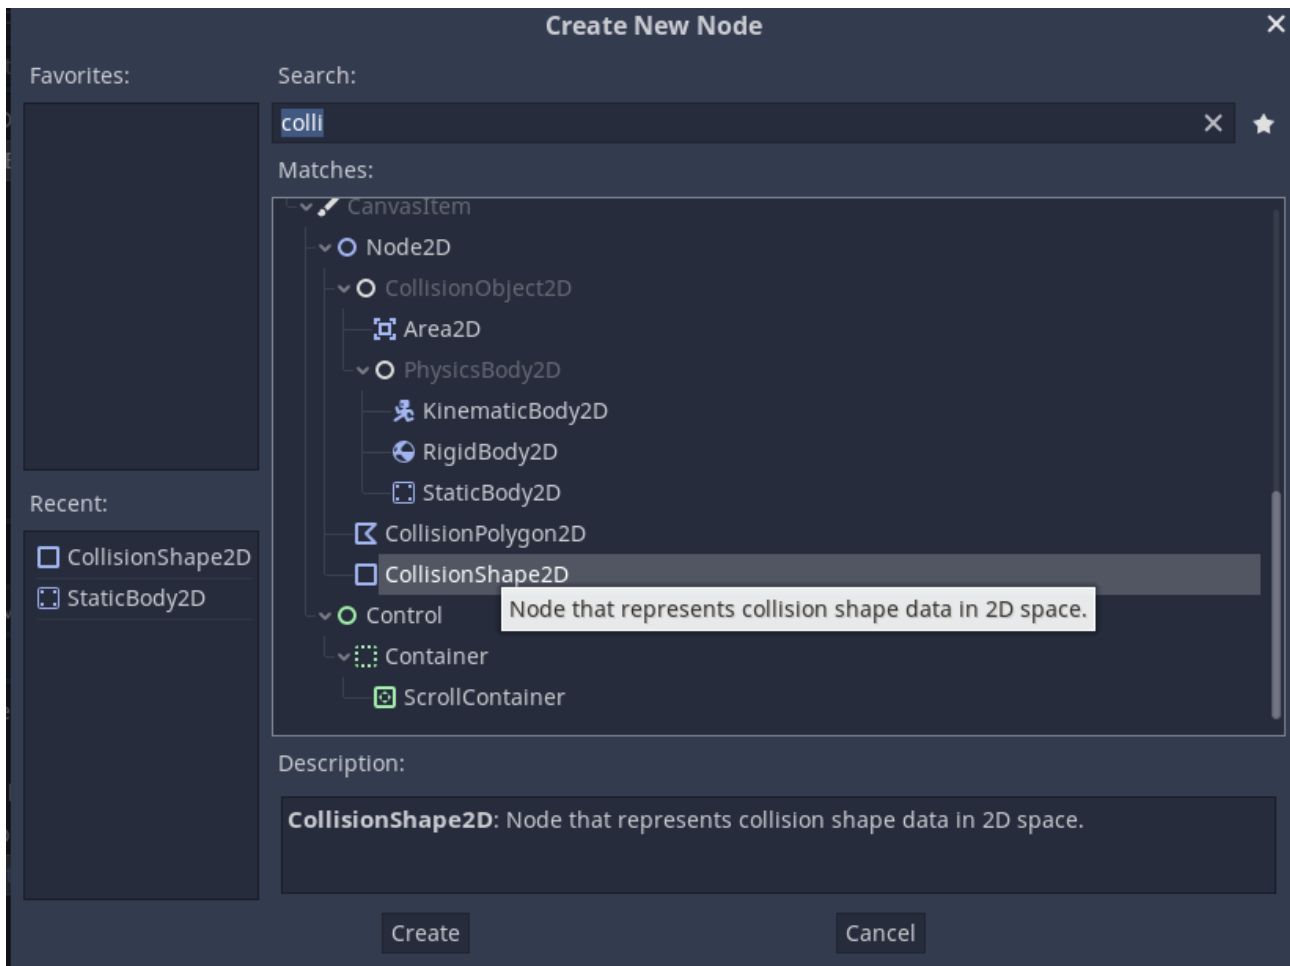 Create New Node
Favorites:
Search:
colli
Matches:
CanvasItem
Node2D
CollisionObject2D
Area2D
PhysicsBody2D
KinematicBody2D
RigidBody2D
StaticBody2D
CollisionPolygon2D
CollisionShape2D
Node that represents collision shape data in 2D space.
Control
Container
ScrollContainer
Recent:
CollisionShape2D
StaticBody2D
Description:
CollisionShape2D: Node that represents collision shape data in 2D space.
Create
Cancel